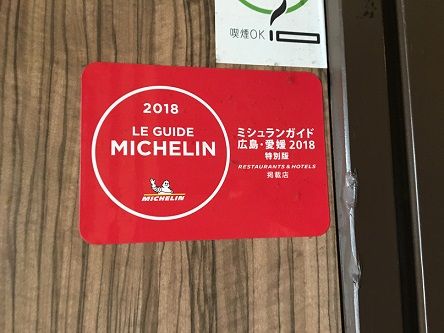 喫煙OK
2018
LE GUIDE
MICHELIN
MICHELIN
ミシュランガイド
広島・愛媛 2018
特別版
RESTAURANTS & HOTELS
掲載店